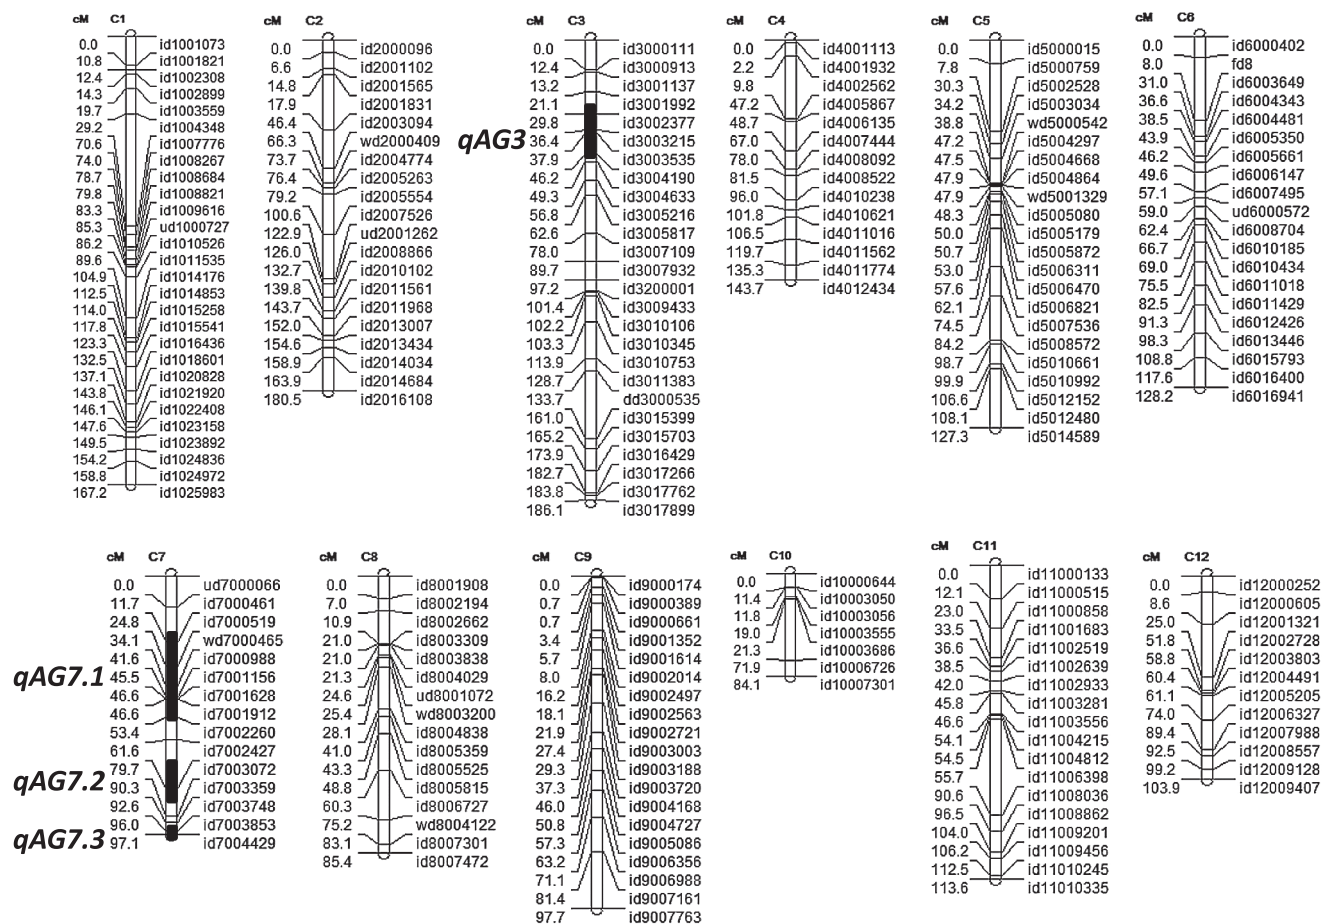 cM C1
0.0 id1001073
10.8 id1001821
12.4 id1002308
14.3 id1002899
19.7 id1003559
29.2 id1004348
70.6 id1007776
74.0 id1008267
78.7 id1008684
79.8 id1008821
83.3 id1009616
85.3 ud1000727
86.2 id1010526
89.6 id1011535
104.9 id1014176
112.5 id1014853
114.0 id1015258
117.8 id1015541
123.3 id1016436
132.5 id1018601
137.1 id1020828
143.8 id1021920
146.1 id1022408
147.6 id1023158
149.5 id1023892
154.2 id1024836
158.8 id1024972
167.2 id1025983
cM C2
0.0 id2000096
6.6 id2001102
14.8 id2001565
17.9 id2001831
46.4 id2003094
66.3 wd2000409
73.7 id2004774
76.4 id2005263
79.2 id2005554
100.6 id2007526
122.9 ud2001262
126.0 id2008866
132.7 id2010102
139.8 id2011561
143.7 id2011968
152.0 id2013007
154.6 id2013434
158.9 id2014034
163.9 id2014684
180.5 id2016108
cM C3
0.0 id3000111
12.4 id3000913
13.2 id3001137
21.1 id3001992
29.8 id3002377
qAG3
36.4 id3003215
37.9 id3003535
46.2 id3004190
49.3 id3004633
56.8 id3005216
62.6 id3005817
78.0 id3007109
89.7 id3007932
97.2 id3200001
101.4 id3009433
102.2 id3010106
103.3 id3010345
113.9 id3010753
128.7 id3011383
133.7 dd3000535
161.0 id3015399
165.2 id3015703
173.9 id3016429
182.7 id3017266
183.8 id3017762
186.1 id3017899
cM C4
0.0 id4001113
2.2 id4001932
9.8 id4002562
47.2 id4005867
48.7 id4006135
67.0 id4007444
78.0 id4008092
81.5 id4008522
96.0 id4010238
101.8 id4010621
106.5 id4011016
119.7 id4011562
135.3 id4011774
143.7 id4012434
cM C5
0.0 id5000015
7.8 id5000759
30.3 id5002528
34.2 id5003034
38.8 wd5000542
47.2 id5004297
47.5 id5004668
47.9 id5004864
47.9 wd5001329
48.3 id5005080
50.0 id5005179
50.7 id5005872
53.0 id5006311
57.6 id5006470
62.1 id5006821
74.5 id5007536
84.2 id5008572
98.7 id5010661
99.9 id5010992
106.6 id5012152
108.1 id5012480
127.3 id5014589
cM C6
0.0 id6000402
8.0 fd8
31.0 id6003649
36.6 id6004343
38.5 id6004481
43.9 id6005350
46.2 id6005661
49.6 id6006147
57.1 id6007495
59.0 ud6000572
62.4 id6008704
66.7 id6010185
69.0 id6010434
75.5 id6011018
82.5 id6011429
91.3 id6012426
98.3 id6013446
108.8 id6015793
117.6 id6016400
128.2 id6016941
cM C7
0.0 ud7000066
11.7 id7000461
24.8 id7000519
34.1 wd7000465
41.6 id7000988
qAG7.1
45.5 id7001156
46.6 id7001628
46.6 id7001912
53.4 id7002260
61.6 id7002427
79.7 id7003072
qAG7.2
90.3 id7003359
92.6 id7003748
96.0 id7003853
qAG7.3
97.1 id7004429
cM C8
0.0 id8001908
7.0 id8002194
10.9 id8002662
21.0 id8003309
21.0 id8003838
21.3 id8004029
24.6 ud8001072
25.4 wd8003200
28.1 id8004838
41.0 id8005359
43.3 id8005525
48.8 id8005815
60.3 id8006727
75.2 wd8004122
83.1 id8007301
85.4 id8007472
cM C9
0.0 id9000174
0.7 id9000389
0.7 id9000661
3.4 id9001352
5.7 id9001614
8.0 id9002014
16.2 id9002497
18.1 id9002563
21.9 id9002721
27.4 id9003003
29.3 id9003188
37.3 id9003720
46.0 id9004168
50.8 id9004727
57.3 id9005086
63.2 id9006356
71.1 id9006988
81.4 id9007161
97.7 id9007763
cM C10
0.0 id10000644
11.4 id10003050
11.8 id10003056
19.0 id10003555
21.3 id10003686
71.9 id10006726
84.1 id10007301
cM C11
0.0 id11000133
12.1 id11000515
23.0 id11000858
33.5 id11001683
36.6 id11002519
38.5 id11002639
42.0 id11002933
45.8 id11003281
46.6 id11003556
54.1 id11004215
54.5 id11004812
55.7 id11006398
90.6 id11008036
96.5 id11008862
104.0 id11009201
106.2 id11009456
112.5 id11010245
113.6 id11010335
cM C12
0.0 id12000252
8.6 id12000605
25.0 id12001321
51.8 id12002728
58.8 id12003803
60.4 id12004491
61.1 id12005205
74.0 id12006327
89.4 id12007988
92.5 id12008557
99.2 id12009128
103.9 id12009407